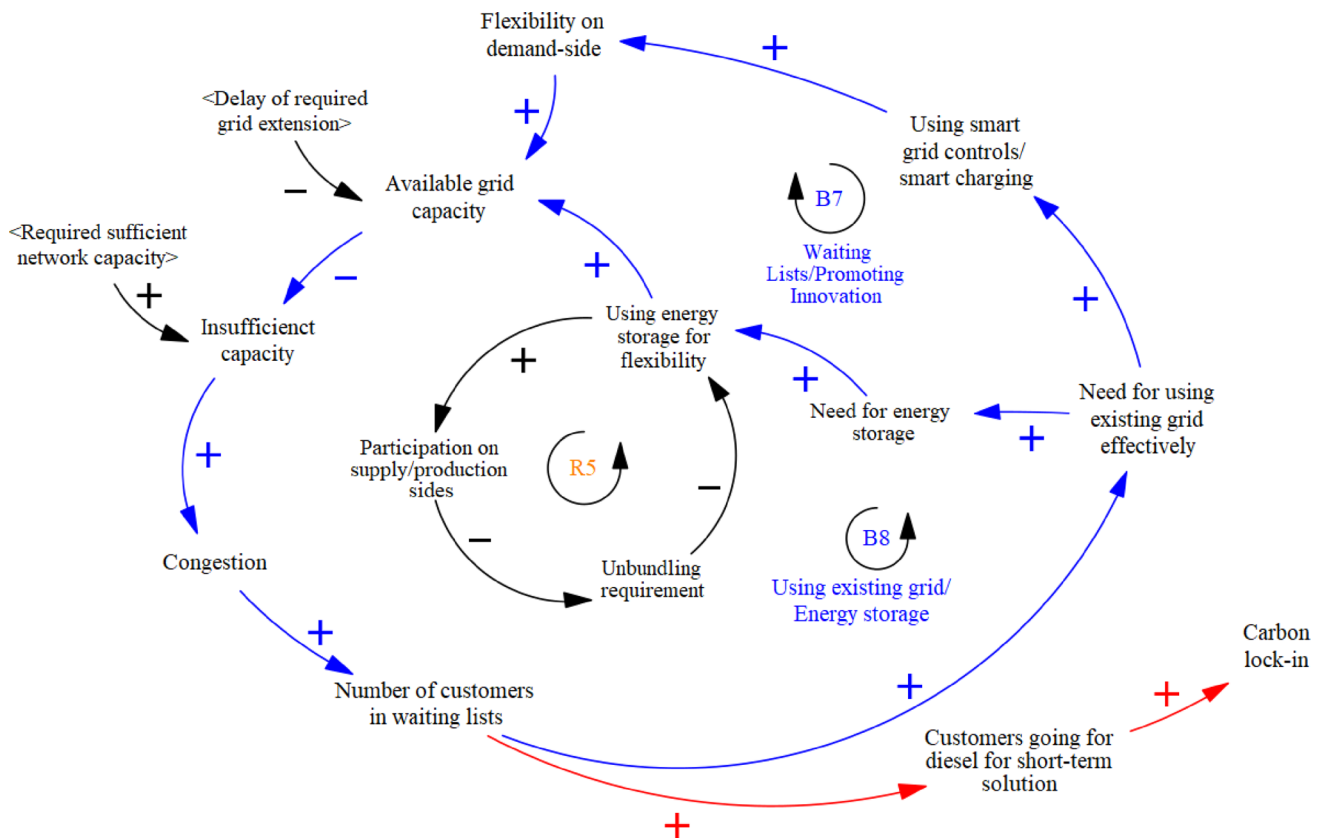 Flexibility on
demand-side
+
+
<Delay of required
grid extension>
−
Using smart
grid controls/
smart charging
Available grid
capacity
B7
Waiting
Lists/Promoting
Innovation
<Required sufficient
network capacity>
+
−
+
+
Insufficienct
capacity
Using energy
storage for
flexibility
+
+
Need for energy
storage
+
Need for using
existing grid
effectively
+
Participation on
supply/production
sides
R5
−
−
Unbundling
requirement
B8
Using existing grid/
Energy storage
Congestion
+
Number of customers
in waiting lists
+
Carbon
lock-in
+
Customers going for
diesel for short-term
solution
+